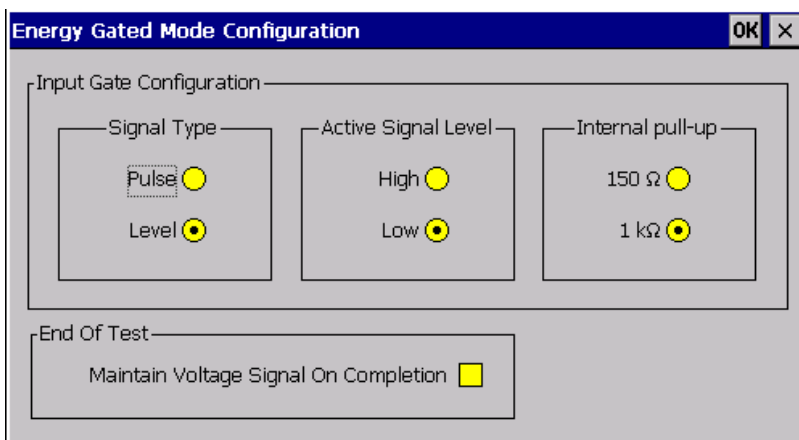 Energy Gated Mode Configuration OK ×
Input Gate Configuration
Signal Type Active Signal Level Internal pull-up
Pulse High 150 Ω
Level Low 1 kΩ
End Of Test
Maintain Voltage Signal On Completion